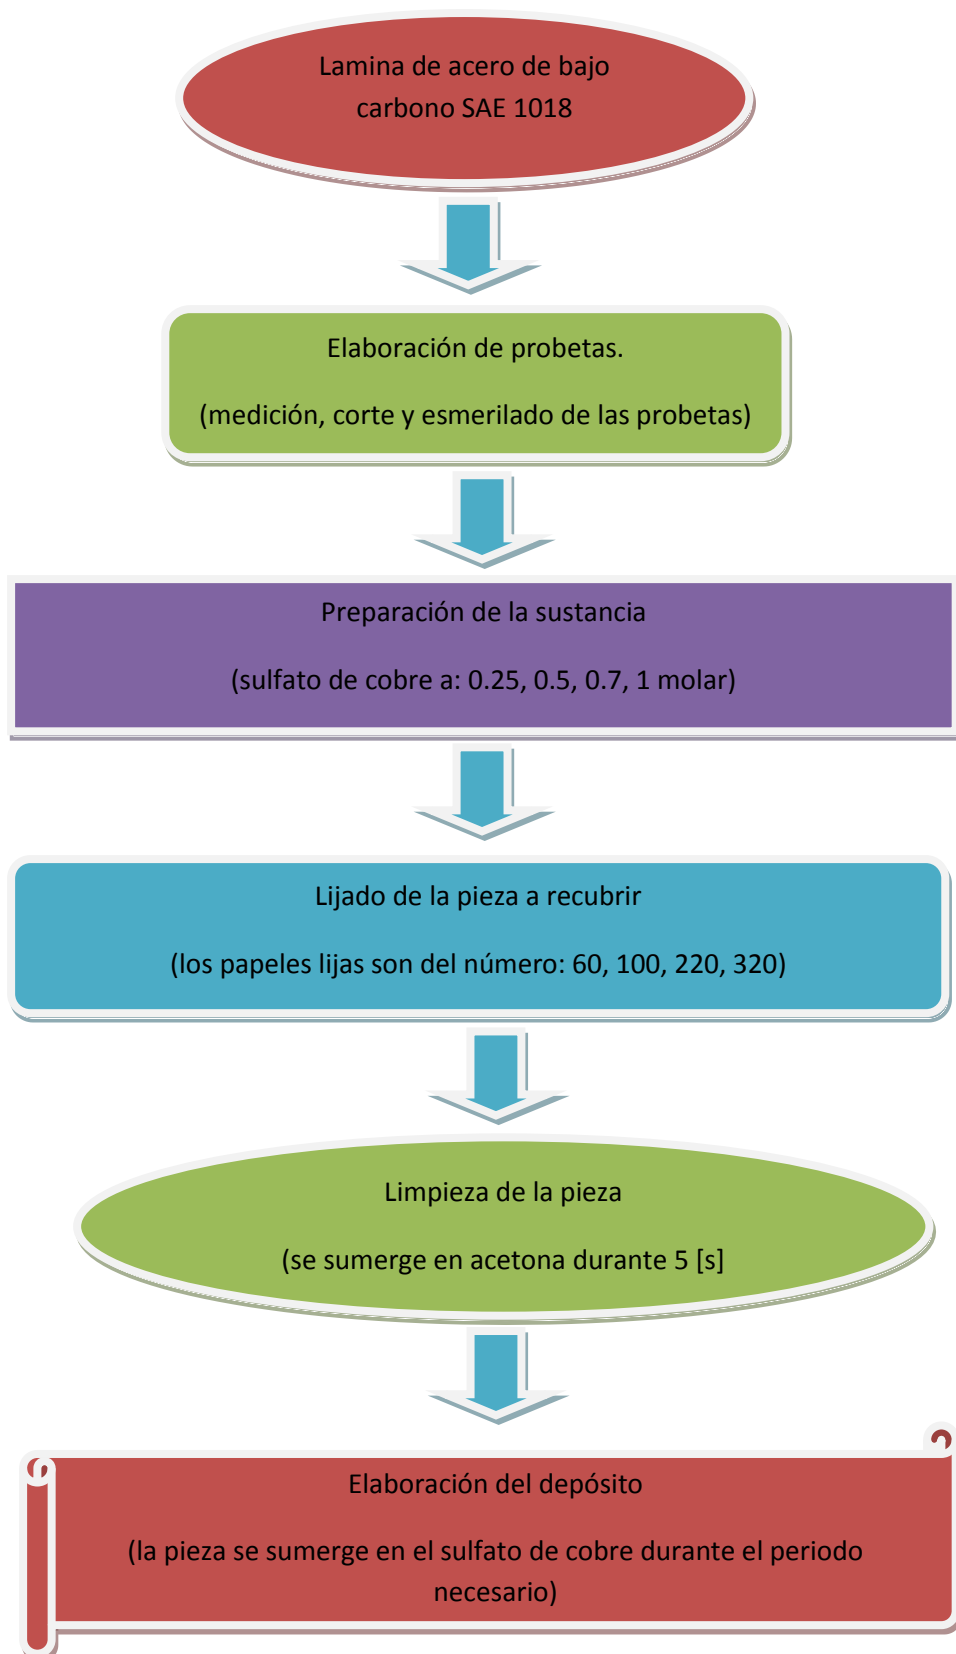 Lamina de acero de bajo
carbono SAE 1018
Elaboración de probetas.
(medición, corte y esmerilado de las probetas)
Preparación de la sustancia
(sulfato de cobre a: 0.25, 0.5, 0.7, 1 molar)
Lijado de la pieza a recubrir
(los papeles lijas son del número: 60, 100, 220, 320)
Limpieza de la pieza
(se sumerge en acetona durante 5 [s]
Elaboración del depósito
(la pieza se sumerge en el sulfato de cobre durante el periodo
necesario)